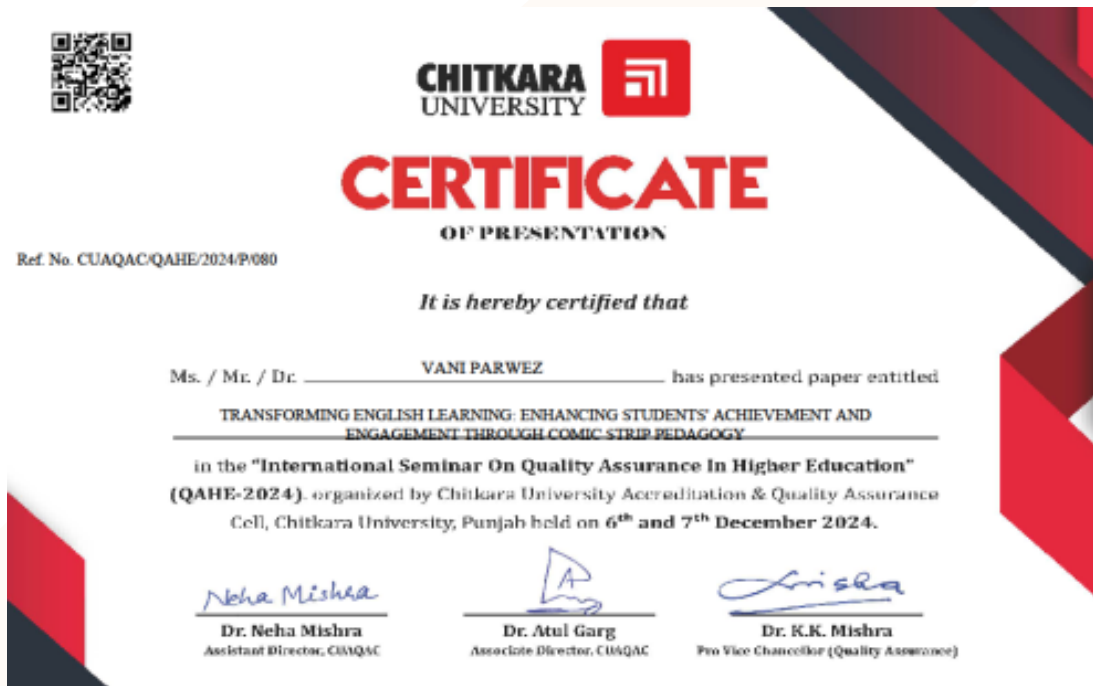 CHITKARA
UNIVERSITY
CERTIFICATE
OF PRESENTATION
Ref. No. CUAQAC/QAHE/2024/P/080
It is hereby certified that
Ms. / Mr. / Dr. VANI PARWEZ has presented paper entitled
TRANSFORMING ENGLISH LEARNING: ENHANCING STUDENTS' ACHIEVEMENT AND
ENGAGEMENT THROUGH COMIC STRIP PEDAGOGY
in the "International Seminar On Quality Assurance In Higher Education"
(QAHE-2024). organized by Chitkara University Accreditation & Quality Assurance
Cell, Chitkara University, Punjab held on 6th and 7th December 2024.
Neha Mishra
Dr. Neha Mishra Dr. Atul Garg Dr. K.K. Mishra
Assistant Director, CUAQAC Associate Director, CUAQAC Pro Vice Chancellor (Quality Assurance)